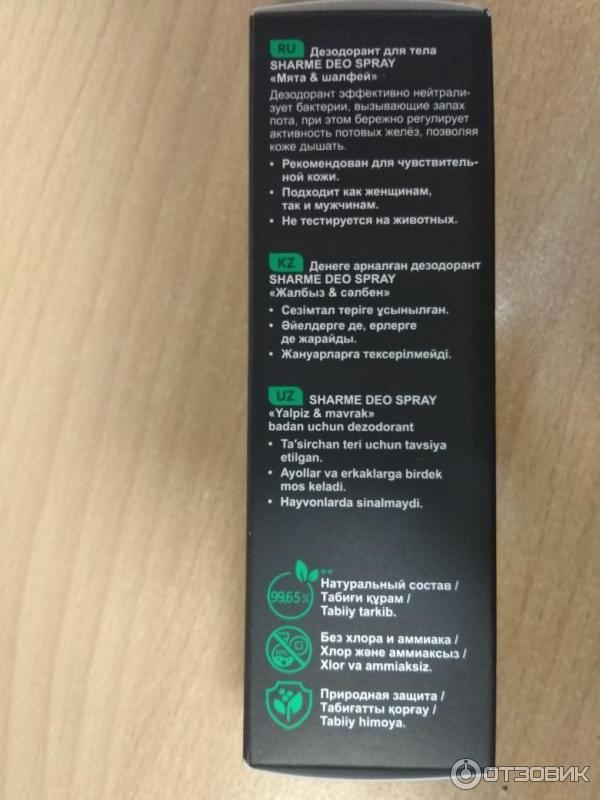 RU Дезодорант для тела
SHARME DEO SPRAY
«Мята & шалфей»
Дезодорант эффективно нейтрали-
зует бактерии, вызывающие запах
пота, при этом бережно регулирует
активность потовых желёз, позволяя
коже дышать.
• Рекомендован для чувствитель-
ной кожи.
• Подходит как женщинам,
так и мужчинам.
• Не тестируется на животных.
KZ Денеге арналған дезодорант
SHARME DEO SPRAY
«Жалбыз & сәлбен»
• Сезімтал теріге ұсынылған.
• Әйелдерге де, ерлерге
де жарайды.
• Жануарларға тексерілмейді.
UZ SHARME DEO SPRAY
«Yalpiz & mavrak»
badan uchun dezodorant
• Ta'sirchan teri uchun tavsiya
etilgan.
• Ayollar va erkaklarga birdek
mos keladi.
• Hayvonlarda sinalmaydi.
99,65% **
Натуральный состав /
Табиғи құрам /
Tabiiy tarkib.
Без хлора и аммиака /
Хлор және аммиаксыз /
Xlor va ammiaksiz.
Природная защита /
Табиғатты қорғау /
Tabiiy himoya.
ОТЗОВИК